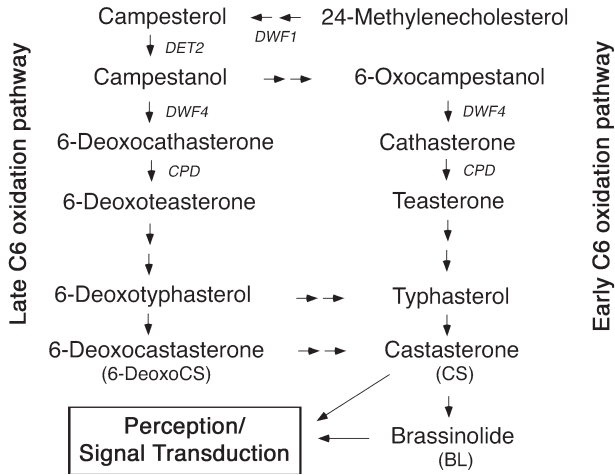 Late C6 oxidation pathway
Campesterol
24-Methylenecholesterol
DWF1
DET2
Campestanol
6-Oxocampestanol
DWF4
DWF4
6-Deoxocathasterone
Cathasterone
CPD
CPD
6-Deoxoteasterone
Teasterone
6-Deoxotyphasterol
Typhasterol
6-Deoxocastasterone
Castasterone
(6-DeoxoCS)
(CS)
Perception/
Signal Transduction
Brassinolide
(BL)
Early C6 oxidation pathway